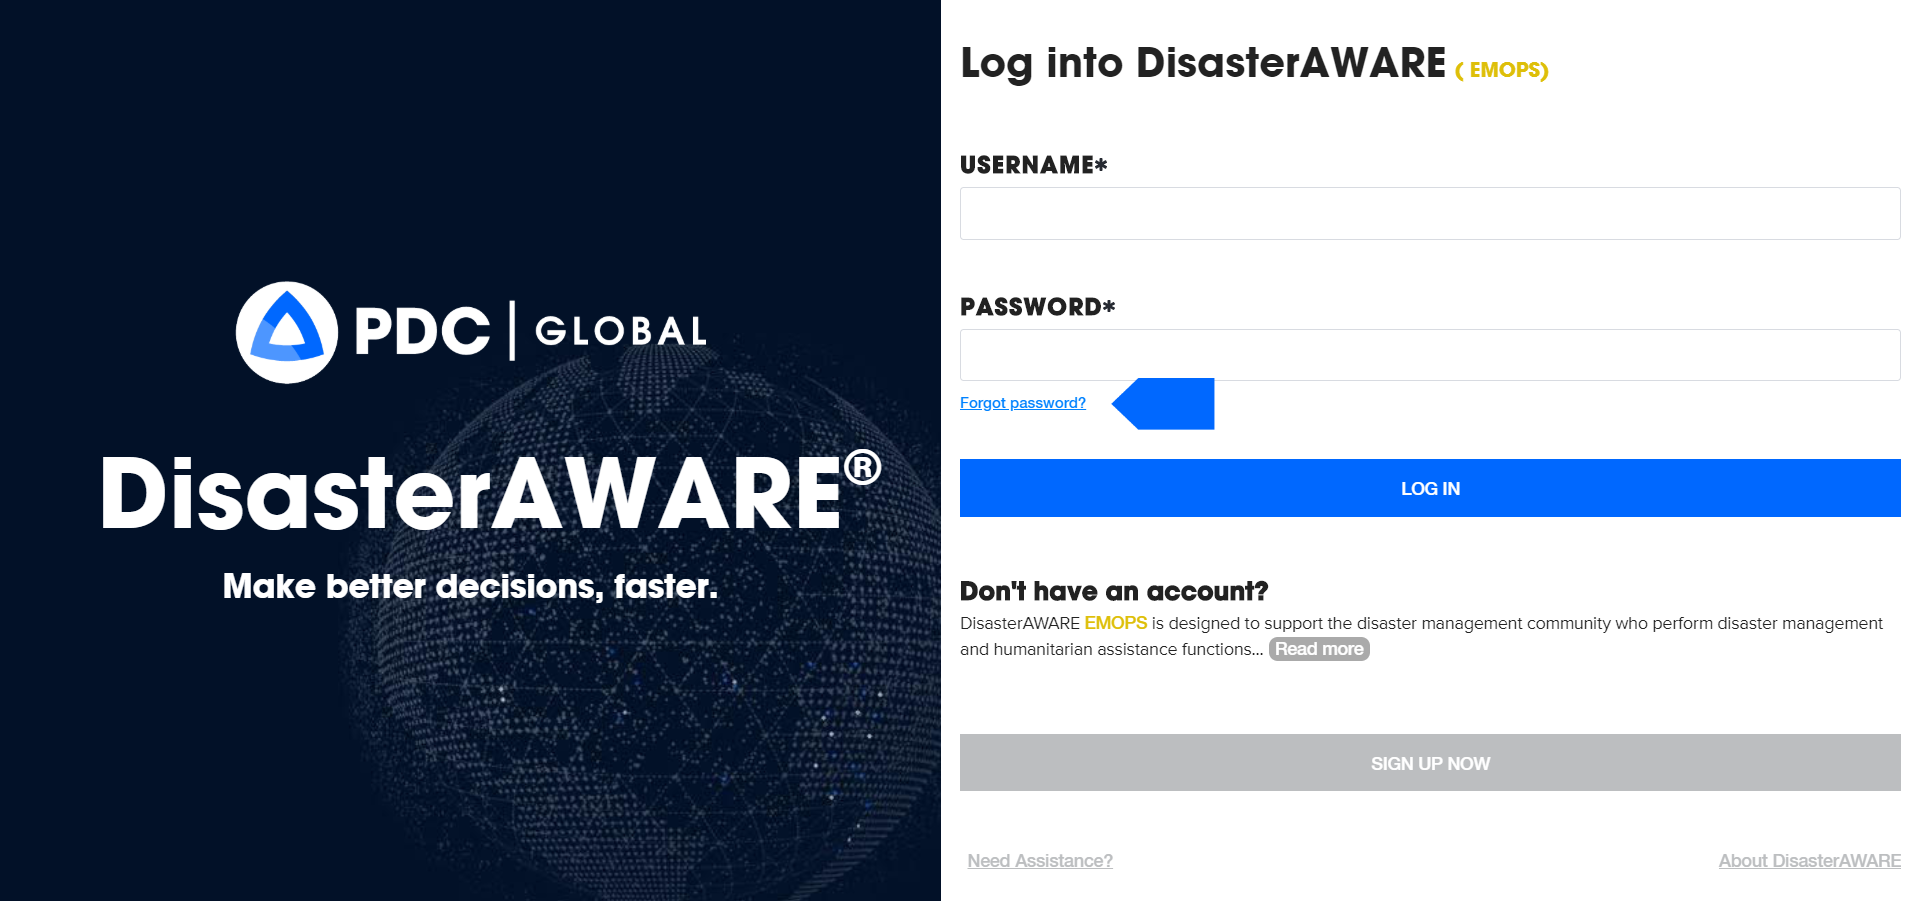 PDC | GLOBAL
DisasterAWARE®
Make better decisions, faster.
Log into DisasterAWARE ( EMOPS)
USERNAME*
PASSWORD*
Forgot password?
LOG IN
Don't have an account?
DisasterAWARE EMOPS is designed to support the disaster management community who perform disaster management
and humanitarian assistance functions... Read more
SIGN UP NOW
Need Assistance?
About DisasterAWARE